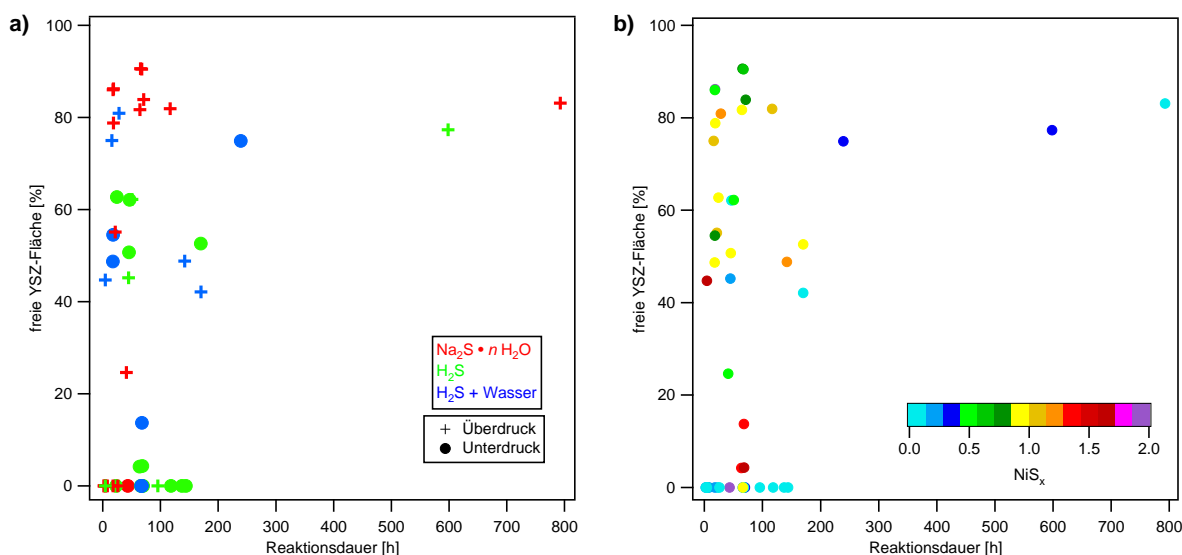 a)
100
80
60
40
20
0
freie YSZ-Fläche [%]
0 100 200 300 400 500 600 700 800
Reaktionsdauer [h]
Na₂S • n H₂O
H₂S
H₂S + Wasser
Überdruck
Unterdruck
b)
100
80
60
40
20
0
freie YSZ-Fläche [%]
0 100 200 300 400 500 600 700 800
Reaktionsdauer [h]
0.0 0.5 1.0 1.5 2.0
NiSₓ